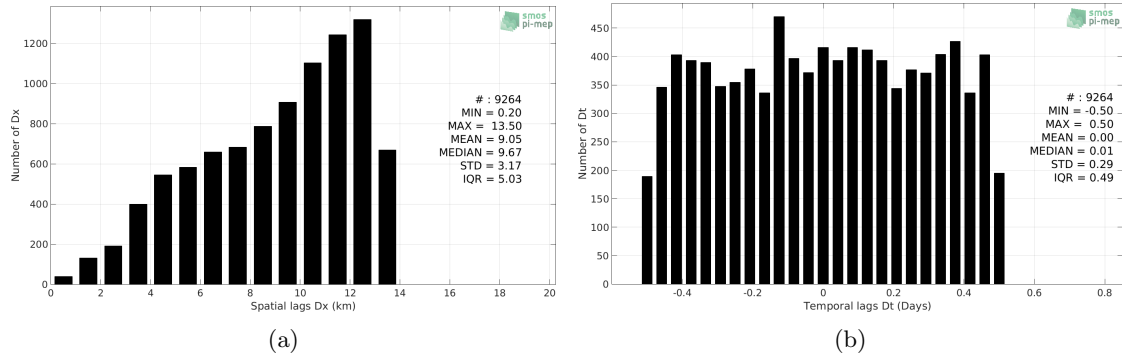 smos
pi-mep
1200
1000
800
600
400
200
0
Number of Dx
# : 9264
MIN = 0.20
MAX = 13.50
MEAN = 9.05
MEDIAN = 9.67
STD = 3.17
IQR = 5.03
0 2 4 6 8 10 12 14 16 18 20
Spatial lags Dx (km)
(a)
smos
pi-mep
450
400
350
300
250
200
150
100
50
0
Number of Dt
# : 9264
MIN = -0.50
MAX = 0.50
MEAN = 0.00
MEDIAN = 0.01
STD = 0.29
IQR = 0.49
-0.4 -0.2 0 0.2 0.4 0.6 0.8
Temporal lags Dt (Days)
(b)